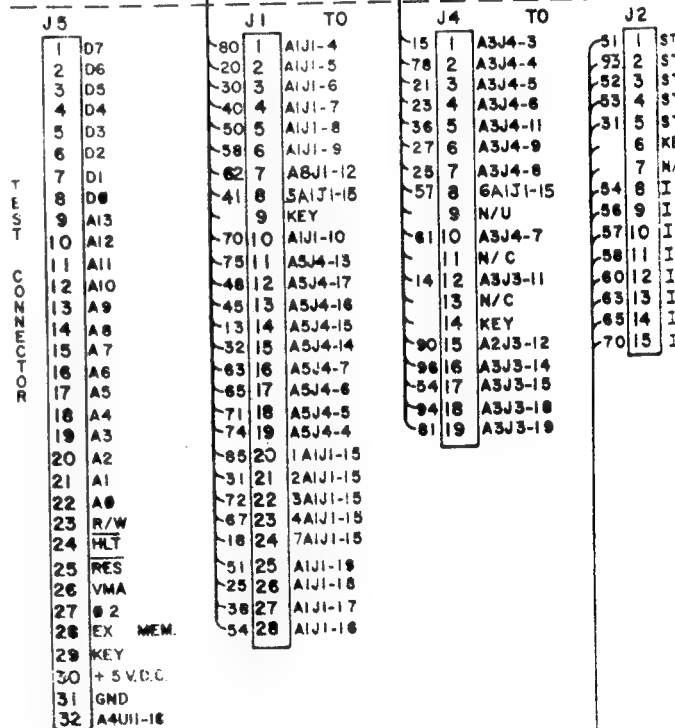 J5
1 D7
2 D6
3 D5
4 D4
5 D3
6 D2
7 D1
8 D0
9 A13
10 A12
11 A11
12 A10
13 A9
14 A8
15 A7
16 A6
17 A5
18 A4
19 A3
20 A2
21 A1
22 A0
23 R/W
24 HLT
25 RES
26 VMA
27 Ø2
28 EX MEM.
29 KEY
30 + 5 V.D.C.
31 GND
32 A4U11-16
TEST CONNECTOR
J1 TO
80 1 A1J1-4
20 2 A1J1-5
30 3 A1J1-6
40 4 A1J1-7
50 5 A1J1-8
58 6 A1J1-9
62 7 A8J1-12
41 8 5A1J1-15
9 KEY
70 10 A1J1-10
75 11 A5J4-13
48 12 A5J4-17
45 13 A5J4-16
13 14 A5J4-15
32 15 A5J4-14
63 16 A5J4-7
65 17 A5J4-6
71 18 A5J4-5
74 19 A5J4-4
85 20 1A1J1-15
31 21 2A1J1-15
72 22 3A1J1-15
67 23 4A1J1-15
18 24 7A1J1-15
51 25 A1J1-19
25 26 A1J1-18
38 27 A1J1-17
54 28 A1J1-16
J4 TO
15 1 A3J4-3
78 2 A3J4-4
21 3 A3J4-5
23 4 A3J4-6
36 5 A3J4-11
27 6 A3J4-9
25 7 A3J4-8
57 8 6A1J1-15
9 N/U
61 10 A3J4-7
11 N/C
14 12 A3J3-11
13 N/C
14 KEY
90 15 A2J3-12
96 16 A3J3-14
54 17 A3J3-15
94 18 A3J3-18
81 19 A3J3-19
J2
51 1 ST
93 2 ST
52 3 ST
53 4 ST
31 5 ST
6 KE
7 N/
54 8 I
56 9 I
57 10 I
58 11 I
60 12 I
63 13 I
65 14 I
70 15 I